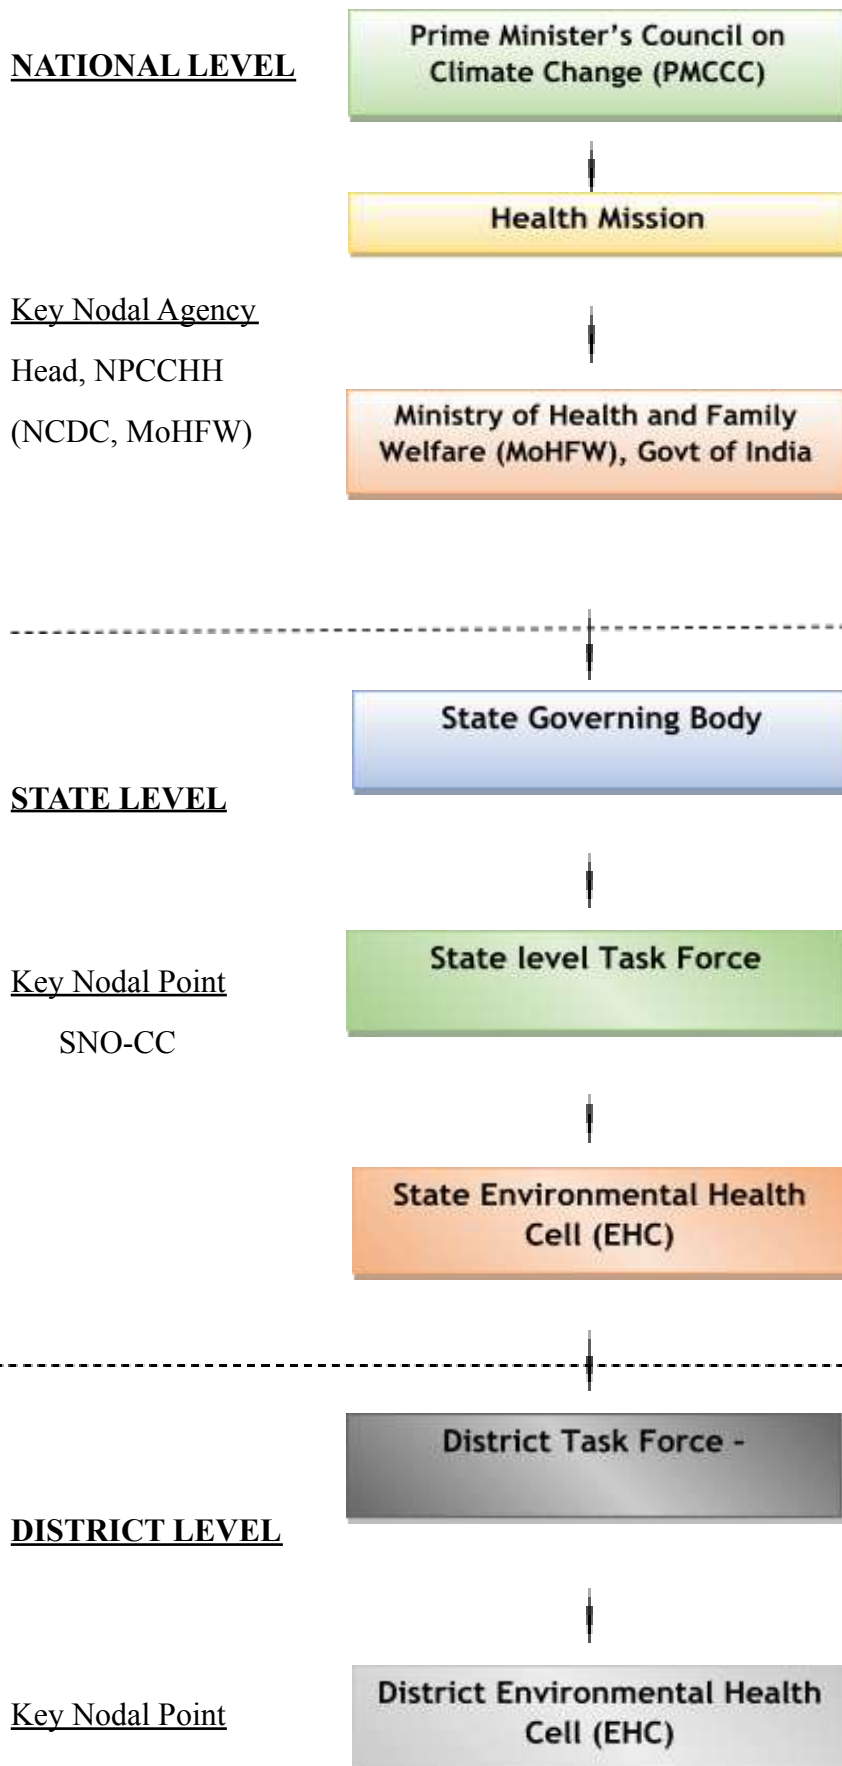 Prime Minister's Council on
Climate Change (PMCCC)
NATIONAL LEVEL
Health Mission
Key Nodal Agency
Head, NPCCHH
(NCDC, MoHFW)
Ministry of Health and Family
Welfare (MoHFW), Govt of India
State Governing Body
STATE LEVEL
State level Task Force
Key Nodal Point
SNO-CC
State Environmental Health
Cell (EHC)
District Task Force -
DISTRICT LEVEL
District Environmental Health
Cell (EHC)
Key Nodal Point